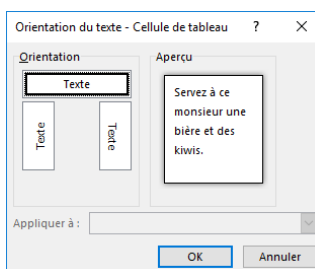 Orientation du texte - Cellule de tableau ? ×
Orientation
Texte
Texte
Texte
Aperçu
Servez à ce
monsieur une
bière et des
kiwis.
Appliquer à :
OK
Annuler